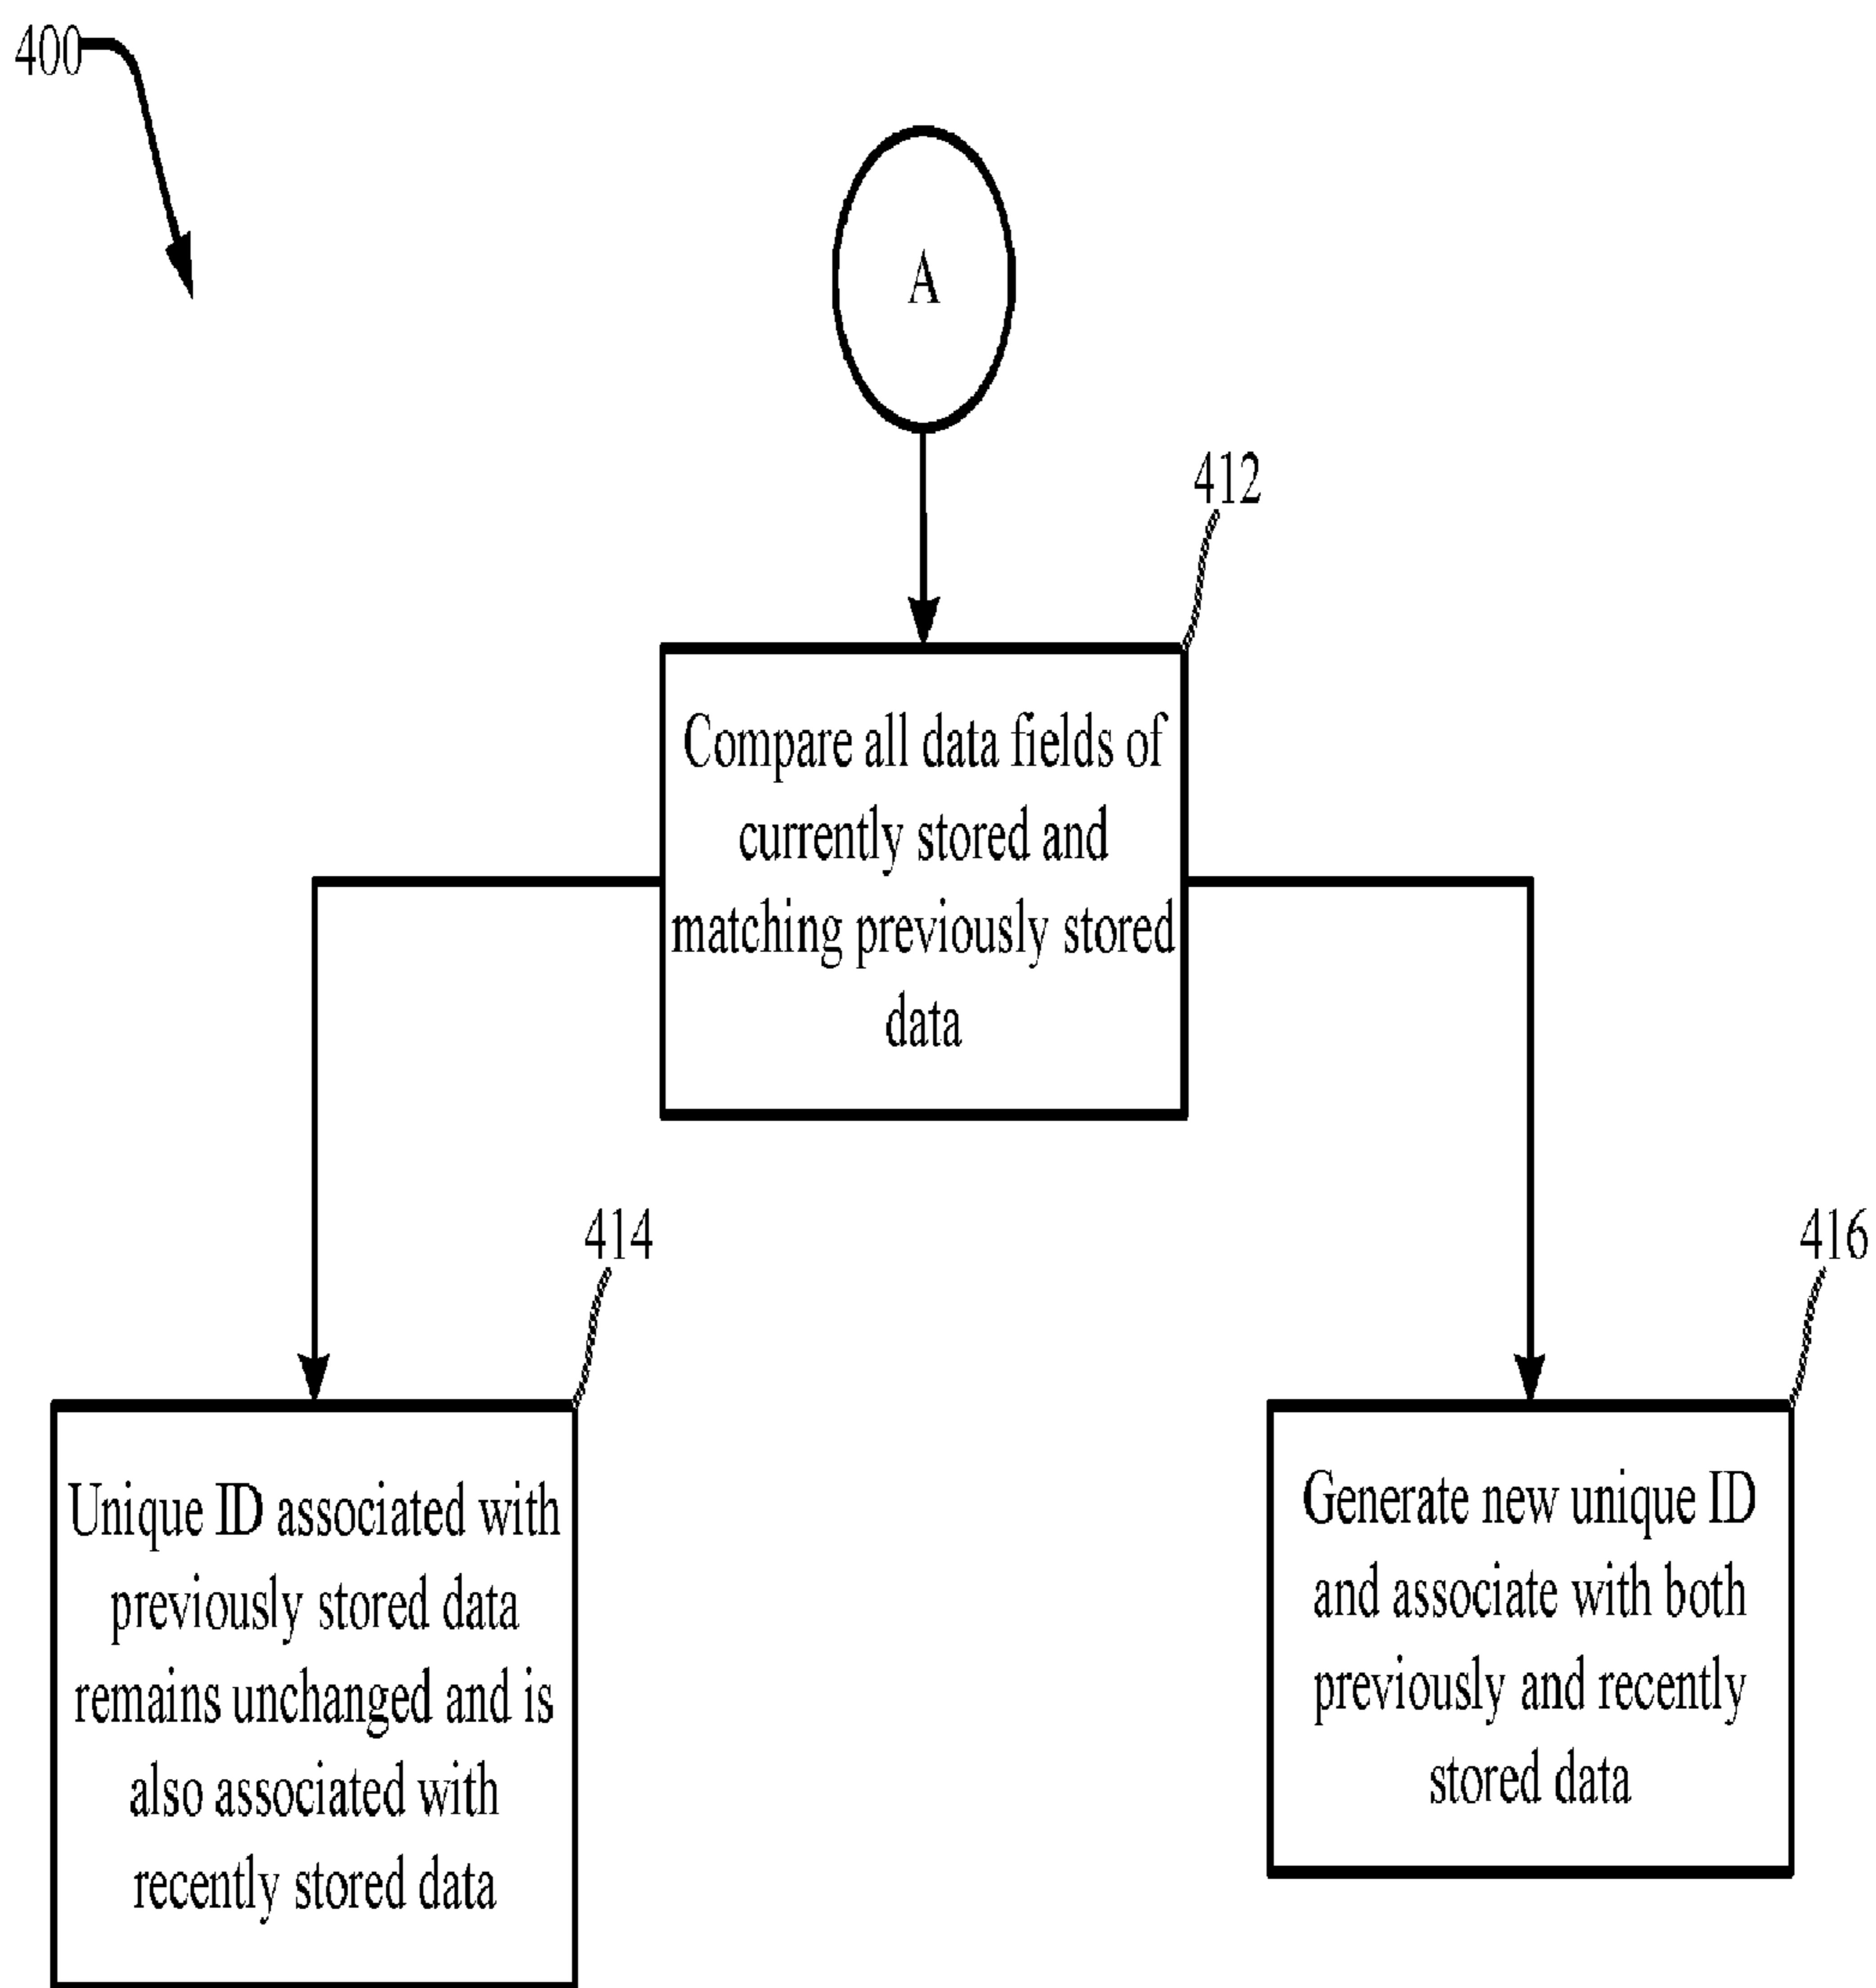 400
A
412
Compare all data fields of
currently stored and
matching previously stored
data
414
416
Unique ID associated with
previously stored data
remains unchanged and is
also associated with
recently stored data
Generate new unique ID
and associate with both
previously and recently
stored data